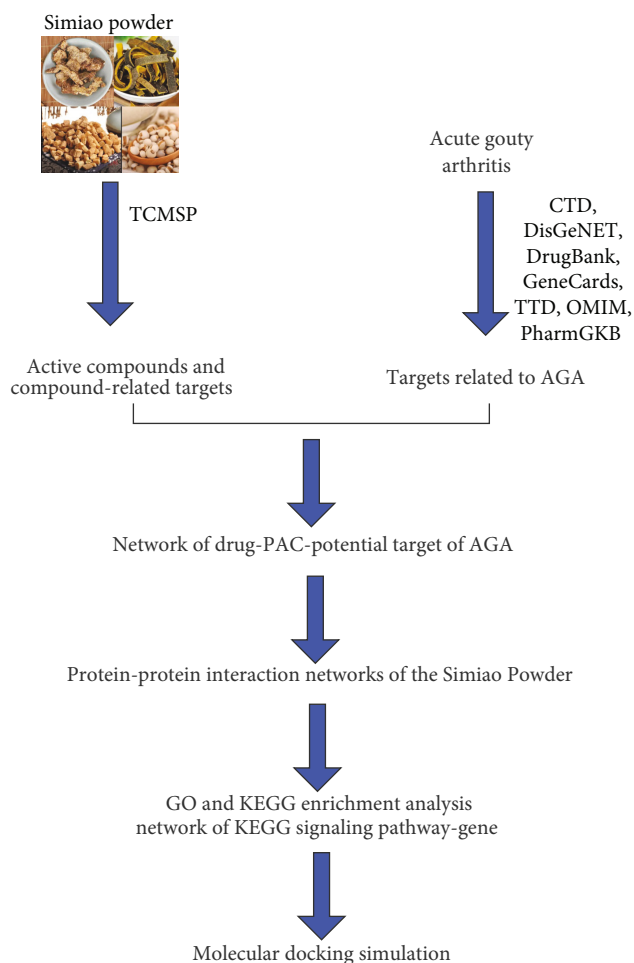 Simiao powder
TCMSP
Acute gouty
arthritis
CTD,
DisGeNET,
DrugBank,
GeneCards,
TTD, OMIM,
PharmGKB
Active compounds and
compound-related targets
Targets related to AGA
Network of drug-PAC-potential target of AGA
Protein-protein interaction networks of the Simiao Powder
GO and KEGG enrichment analysis
network of KEGG signaling pathway-gene
Molecular docking simulation